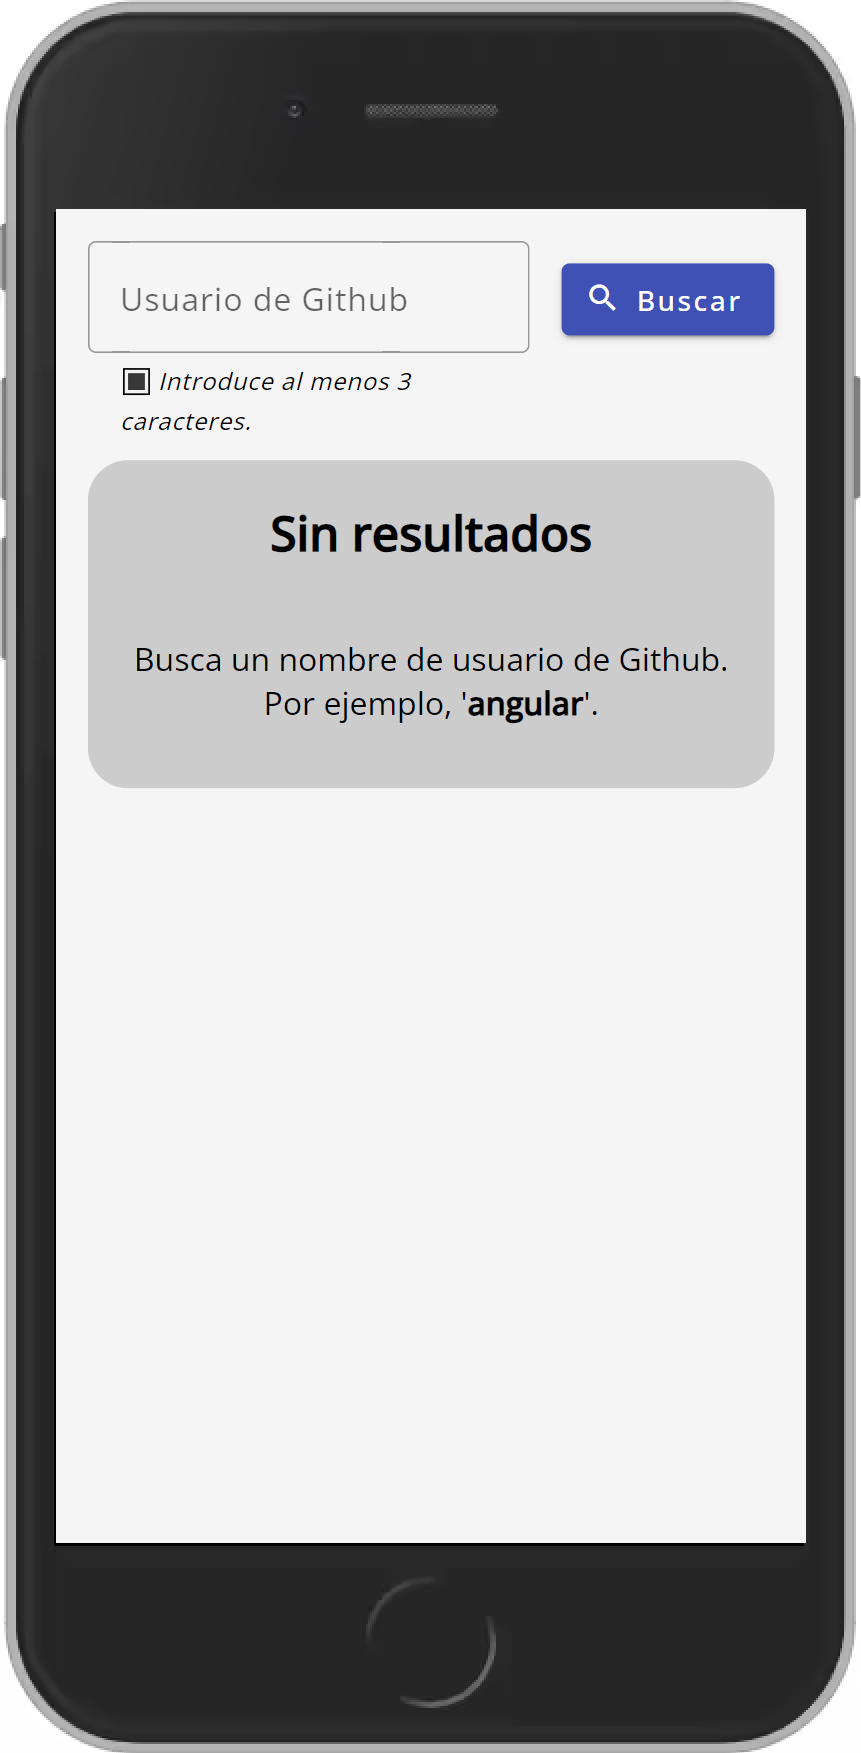 Usuario de Github
Buscar
▣ Introduce al menos 3
caracteres.
Sin resultados
Busca un nombre de usuario de Github.
Por ejemplo, 'angular'.